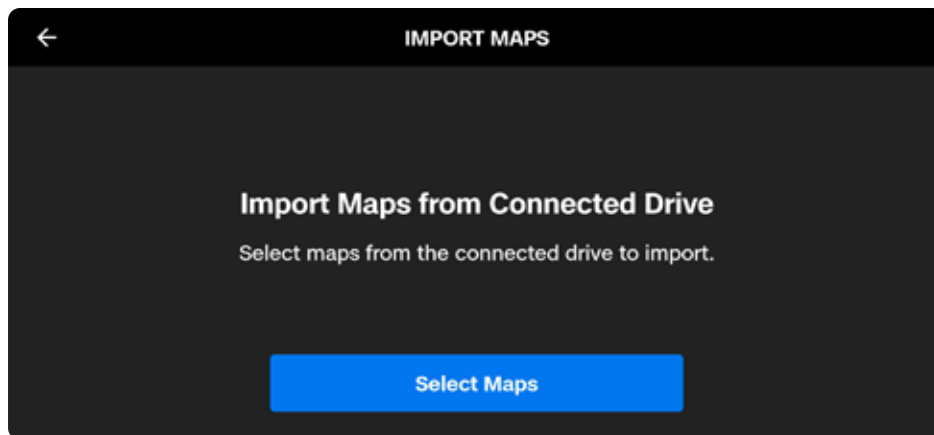 IMPORT MAPS
Import Maps from Connected Drive
Select maps from the connected drive to import.
Select Maps